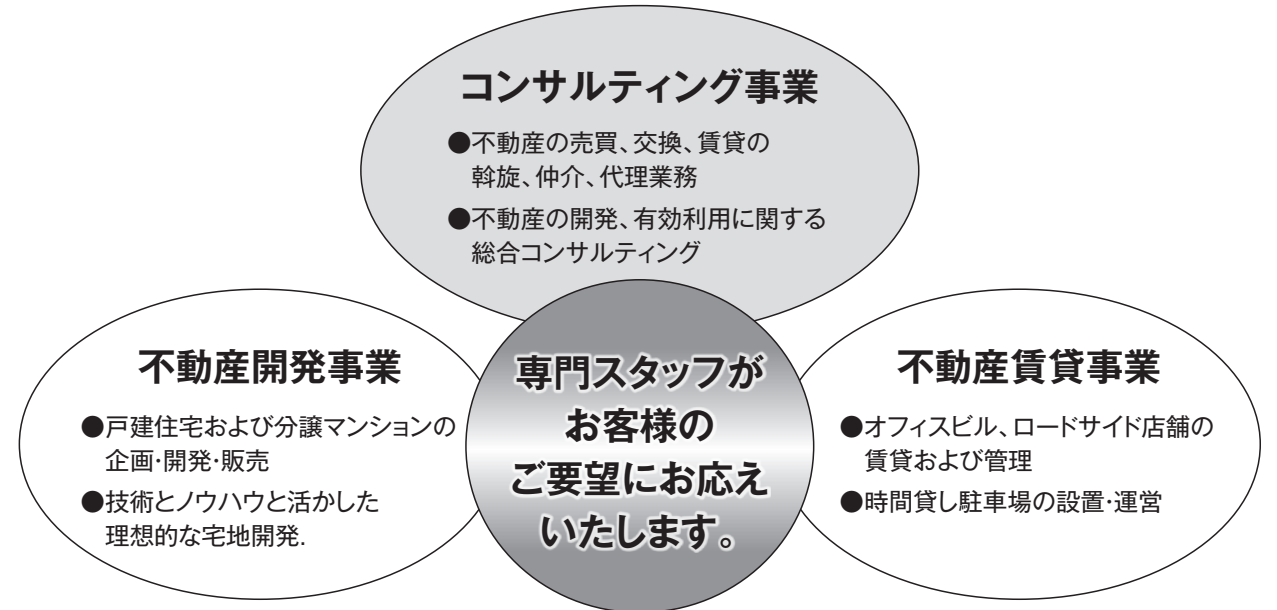 コンサルティング事業
●不動産の売買、交換、賃貸の
斡旋、仲介、代理業務
●不動産の開発、有効利用に関する
総合コンサルティング
不動産開発事業
●戸建住宅および分譲マンションの
企画・開発・販売
●技術とノウハウと活かした
理想的な宅地開発.
専門スタッフが
お客様の
ご要望にお応え
いたします。
不動産賃貸事業
●オフィスビル、ロードサイド店舗の
賃貸および管理
●時間貸し駐車場の設置・運営